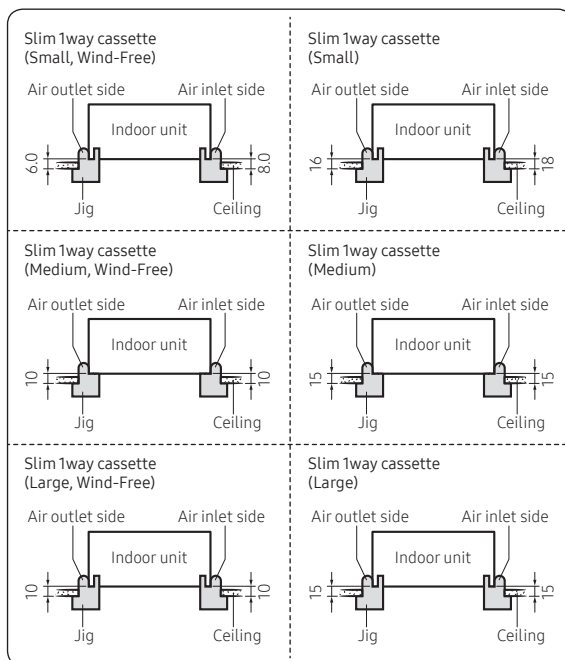 Slim 1way cassette
(Small, Wind-Free)
Air outlet side Air inlet side
Indoor unit
6.0 8.0
Jig Ceiling
Slim 1way cassette
(Small)
Air outlet side Air inlet side
Indoor unit
16 18
Jig Ceiling
Slim 1way cassette
(Medium, Wind-Free)
Air outlet side Air inlet side
Indoor unit
10 10
Jig Ceiling
Slim 1way cassette
(Medium)
Air outlet side Air inlet side
Indoor unit
15 15
Jig Ceiling
Slim 1way cassette
(Large, Wind-Free)
Air outlet side Air inlet side
Indoor unit
10 10
Jig Ceiling
Slim 1way cassette
(Large)
Air outlet side Air inlet side
Indoor unit
15 15
Jig Ceiling